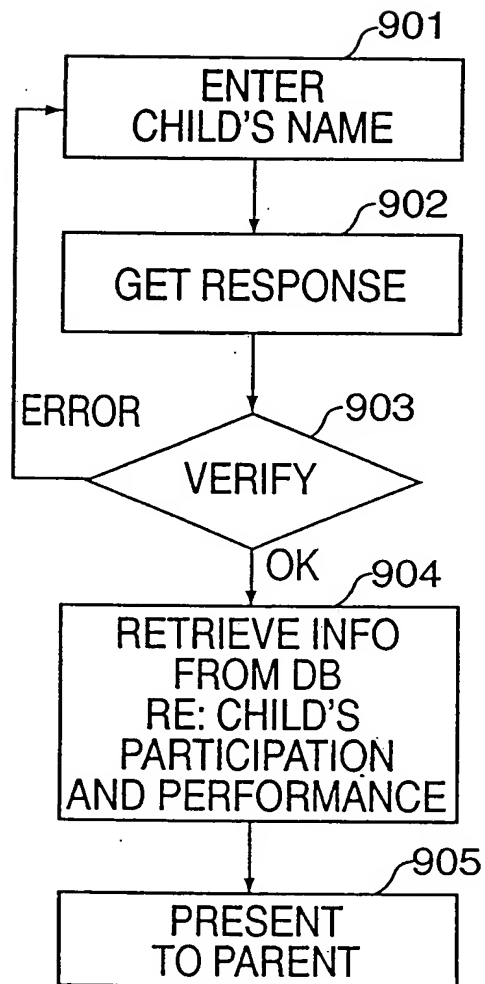 901
ENTER
CHILD'S NAME
902
GET RESPONSE
ERROR
903
VERIFY
OK
904
RETRIEVE INFO
FROM DB
RE: CHILD'S
PARTICIPATION
AND PERFORMANCE
905
PRESENT
TO PARENT